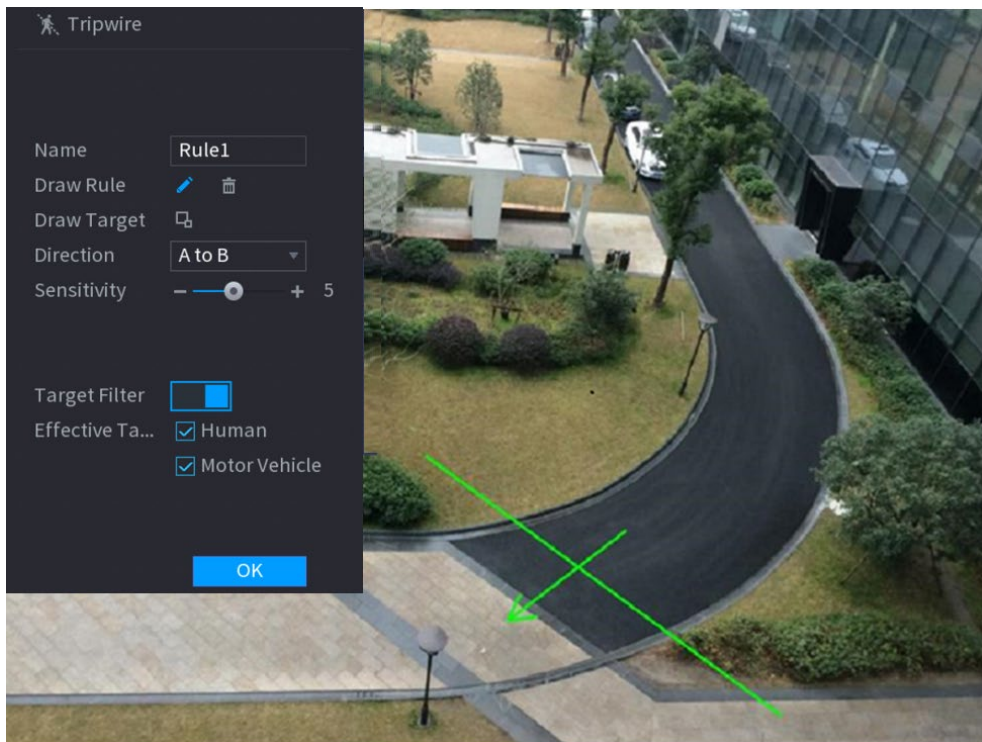 Tripwire
Name Rule1
Draw Rule
Draw Target
Direction A to B
Sensitivity - + 5
Target Filter
Effective Ta... Human
Motor Vehicle
OK